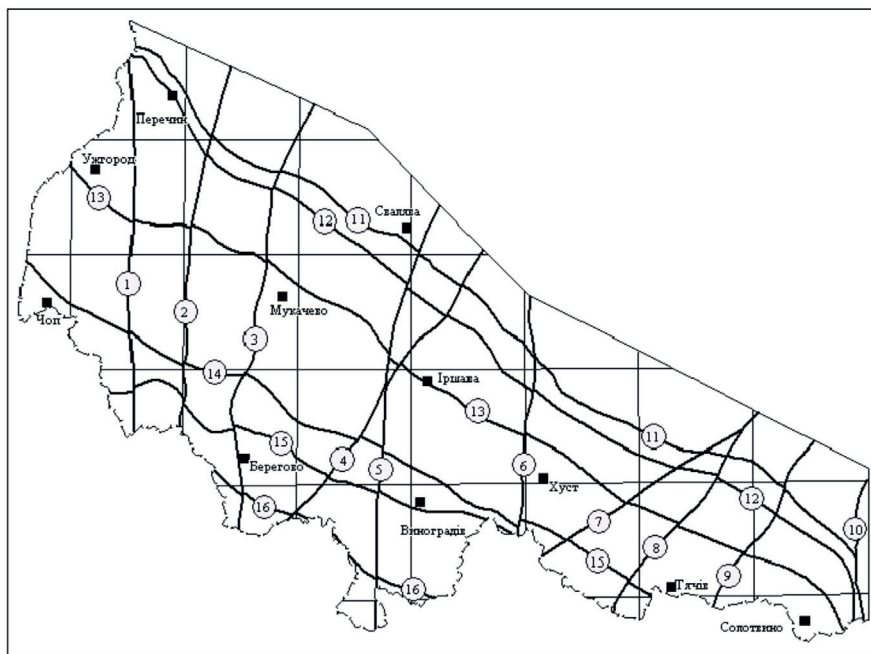 Перечин
Ужгород
13
11
12
Свалява
1
2
Мукачево
Чоп
3
14
Іршава
13
15
11
4
5
6
Берегово
Хуст
12
16
Виноградів
7
10
8
15
9
Тячів
16
Солотвино